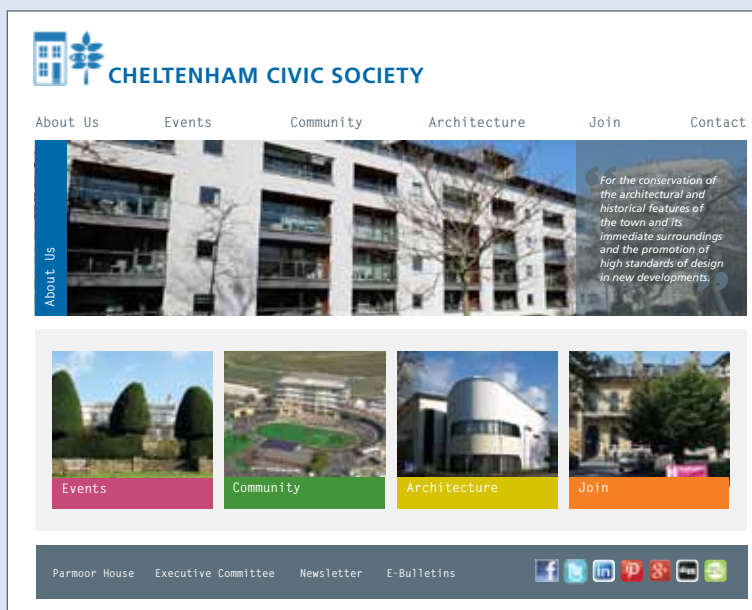 CHELTENHAM CIVIC SOCIETY
About Us Events Community Architecture Join Contact
About Us
‘For the conservation of
the architectural and
historical features of
the town and its
immediate surroundings
and the promotion of
high standards of design
in new developments.’
Events Community Architecture Join
Parmoor House Executive Committee Newsletter E-Bulletins